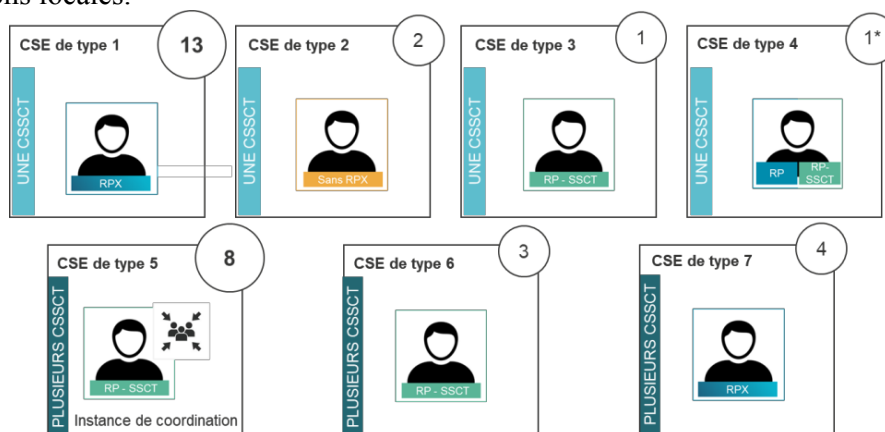 ons locales.
CSE de type 1
13
UNE CSSCT
RPX
CSE de type 2
2
UNE CSSCT
Sans RPX
CSE de type 3
1
UNE CSSCT
RP - SSCT
CSE de type 4
1*
UNE CSSCT
RP
RP-
SSCT
CSE de type 5
8
PLUSIEURS CSSCT
RP - SSCT
Instance de coordination
CSE de type 6
3
PLUSIEURS CSSCT
RP - SSCT
CSE de type 7
4
PLUSIEURS CSSCT
RPX